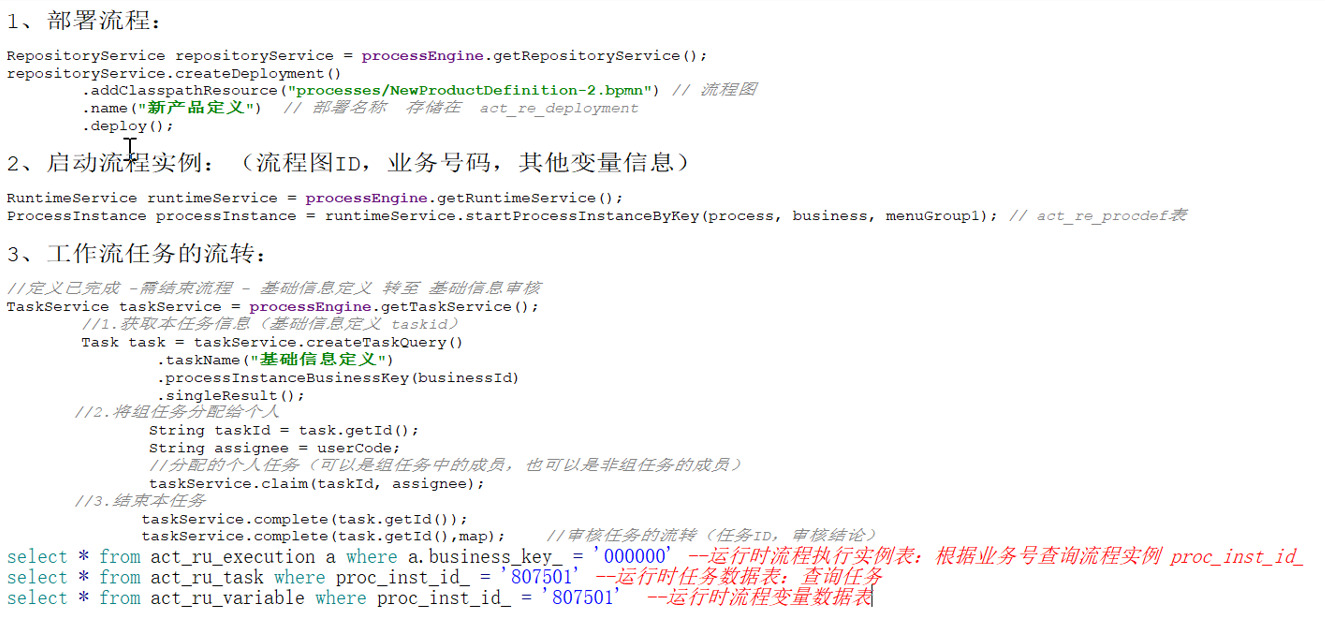 1、部署流程：
RepositoryService repositoryService = processEngine.getRepositoryService();
repositoryService.createDeployment()
.addClasspathResource("processes/NewProductDefinition-2.bpmn") // 流程图
.name("新产品定义") // 部署名称 存储在 act_re_deployment
.deploy();
2、启动流程实例：（流程图ID，业务号码，其他变量信息）
RuntimeService runtimeService = processEngine.getRuntimeService();
ProcessInstance processInstance = runtimeService.startProcessInstanceByKey(process, business, menuGroup1); // act_re_procdef表
3、工作流任务的流转：
//定义已完成 -需结束流程 - 基础信息定义 转至 基础信息审核
TaskService taskService = processEngine.getTaskService();
//1.获取本任务信息（基础信息定义 taskid）
Task task = taskService.createTaskQuery()
.taskName("基础信息定义")
.processInstanceBusinessKey(businessId)
.singleResult();
//2.将组任务分配给个人
String taskId = task.getId();
String assignee = userCode;
//分配的个人任务（可以是组任务中的成员，也可以是非组任务的成员）
taskService.claim(taskId, assignee);
//3.结束本任务
taskService.complete(task.getId());
taskService.complete(task.getId(),map); //审核任务的流转（任务ID，审核结论）
select * from act_ru_execution a where a.business_key_ = '000000' --运行时流程执行实例表：根据业务号查询流程实例 proc_inst_id_
select * from act_ru_task where proc_inst_id_ = '807501' --运行时任务数据表：查询任务
select * from act_ru_variable where proc_inst_id_ = '807501' --运行时流程变量数据表